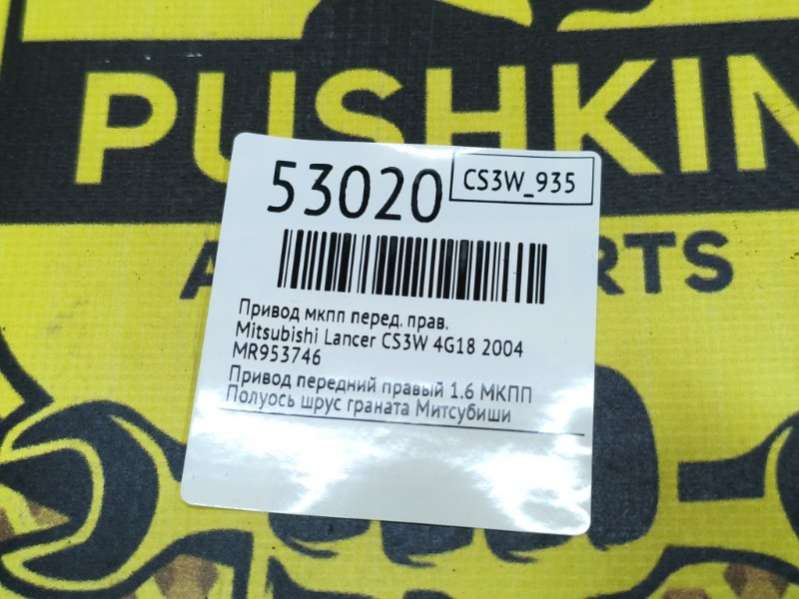 PUSHKIN
53020
CS3W_935
RTS
Привод мкпп перед. прав.
Mitsubishi Lancer CS3W 4G18 2004
MR953746
Привод передний правый 1.6 МКПП
Полуось шрус граната Митсубиши